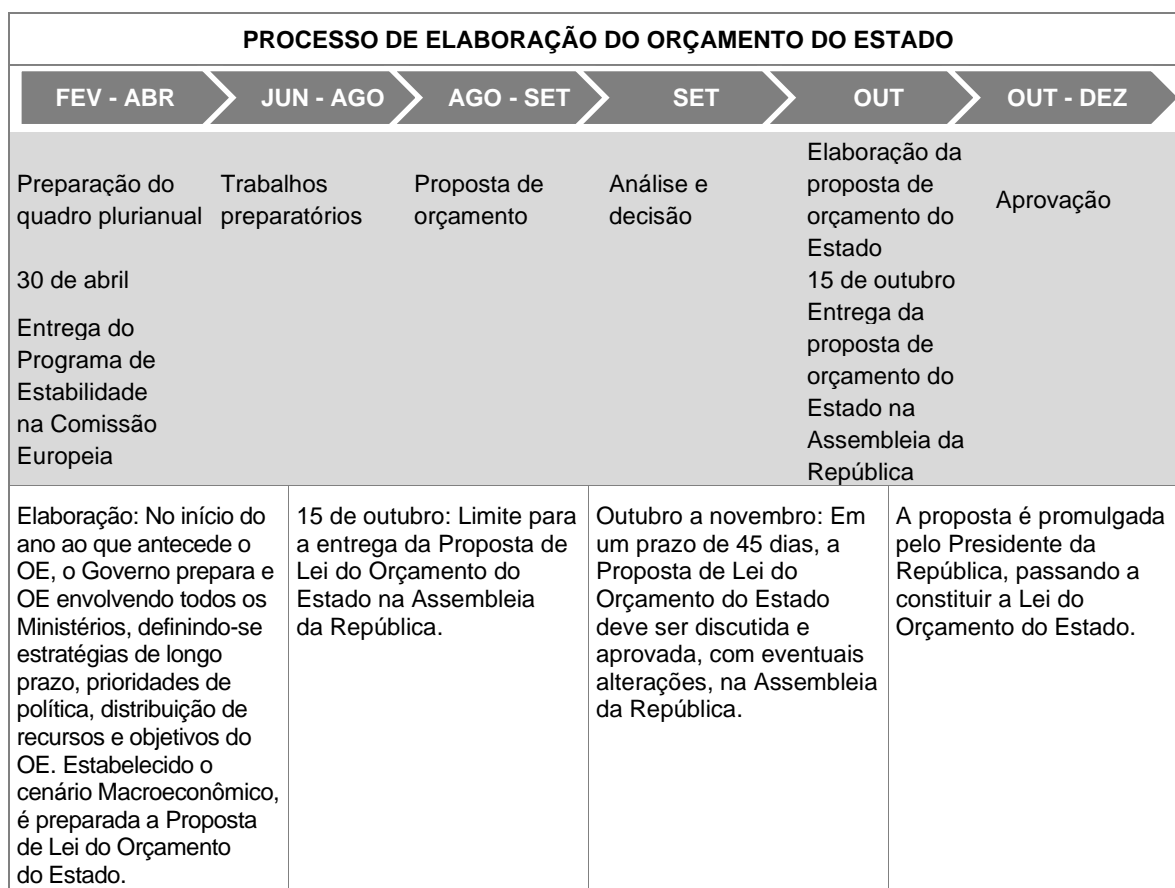 PROCESSO DE ELABORAÇÃO DO ORÇAMENTO DO ESTADO
FEV - ABR
JUN - AGO
AGO - SET
SET
OUT
OUT - DEZ
Preparação do
quadro plurianual
30 de abril
Entrega do
Programa de
Estabilidade
na Comissão
Europeia
Trabalhos
preparatórios
Proposta de
orçamento
Análise e
decisão
Elaboração da
proposta de
orçamento do
Estado
15 de outubro
Entrega da
proposta de
orçamento do
Estado na
Assembleia da
República
Aprovação
Elaboração: No início do
ano ao que antecede o
OE, o Governo prepara e
OE envolvendo todos os
Ministérios, definindo-se
estratégias de longo
prazo, prioridades de
política, distribuição de
recursos e objetivos do
OE. Estabelecido o
cenário Macroeconômico,
é preparada a Proposta
de Lei do Orçamento
do Estado.
15 de outubro: Limite para
a entrega da Proposta de
Lei do Orçamento do
Estado na Assembleia
da República.
Outubro a novembro: Em
um prazo de 45 dias, a
Proposta de Lei do
Orçamento do Estado
deve ser discutida e
aprovada, com eventuais
alterações, na Assembleia
da República.
A proposta é promulgada
pelo Presidente da
República, passando a
constituir a Lei do
Orçamento do Estado.